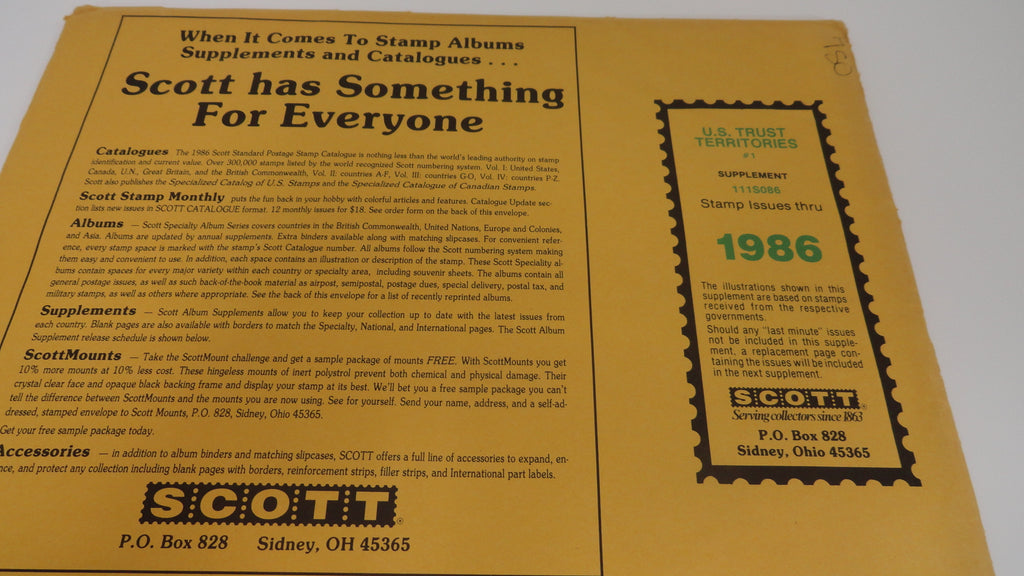 When It Comes To Stamp Albums
Supplements and Catalogues . . .
Scott has Something
For Everyone
Catalogues The 1986 Scott Standard Postage Stamp Catalogue is nothing less than the world's leading authority on stamp
identification and current value. Over 300,000 stamps listed by the world recognized Scott numbering system. Vol. I: United States,
Canada, U.N., Great Britain, and the British Commonwealth, Vol. II: countries A-F, Vol. III: countries G-O, Vol. IV: countries P-Z.
Scott also publishes the Specialized Catalog of U.S. Stamps and the Specialized Catalogue of Canadian Stamps.
Scott Stamp Monthly puts the fun back in your hobby with colorful articles and features. Catalogue Update sec-
tion lists new issues in SCOTT CATALOGUE format. 12 monthly issues for $18. See order form on the back of this envelope.
Albums — Scott Specialty Album Series covers countries in the British Commonwealth, United Nations, Europe and Colonies,
and Asia. Albums are updated by annual supplements. Extra binders available along with matching slipcases. For convenient refer-
ence, every stamp space is marked with the stamp's Scott Catalogue number. All albums follow the Scott numbering system making
them easy and convenient to use. In addition, each space contains an illustration or description of the stamp. These Scott Speciality al-
bums contain spaces for every major variety within each country or specialty area, including souvenir sheets. The albums contain all
general postage issues, as well as such back-of-the-book material as airpost, semipostal, postage dues, special delivery, postal tax, and
military stamps, as well as others where appropriate. See the back of this envelope for a list of recently reprinted albums.
Supplements — Scott Album Supplements allow you to keep your collection up to date with the latest issues from
each country. Blank pages are also available with borders to match the Specialty, National, and International pages. The Scott Album
Supplement release schedule is shown below.
ScottMounts — Take the ScottMount challenge and get a sample package of mounts FREE. With ScottMounts you get
10% more mounts at 10% less cost. These hingeless mounts of inert polystrol prevent both chemical and physical damage. Their
crystal clear face and opaque black backing frame and display your stamp at its best. We'll bet you a free sample package you can't
tell the difference between ScottMounts and the mounts you are now using. See for yourself. Send your name, address, and a self-ad-
dressed, stamped envelope to Scott Mounts, P.O. 828, Sidney, Ohio 45365.
Get your free sample package today.
Accessories — in addition to album binders and matching slipcases, SCOTT offers a full line of accessories to expand, en-
nce, and protect any collection including blank pages with borders, reinforcement strips, filler strips, and International part labels.
SCOTT®
P.O. Box 828 Sidney, OH 45365
U.S. TRUST
TERRITORIES
#1
SUPPLEMENT
111S086
Stamp Issues thru
1986
The illustrations shown in this
supplement are based on stamps
received from the respective
governments.
Should any "last minute" issues
not be included in this supple-
ment, a replacement page con-
taining the issues will be included
in the next supplement.
SCOTT®
Serving collectors since 1863
P.O. Box 828
Sidney, Ohio 45365